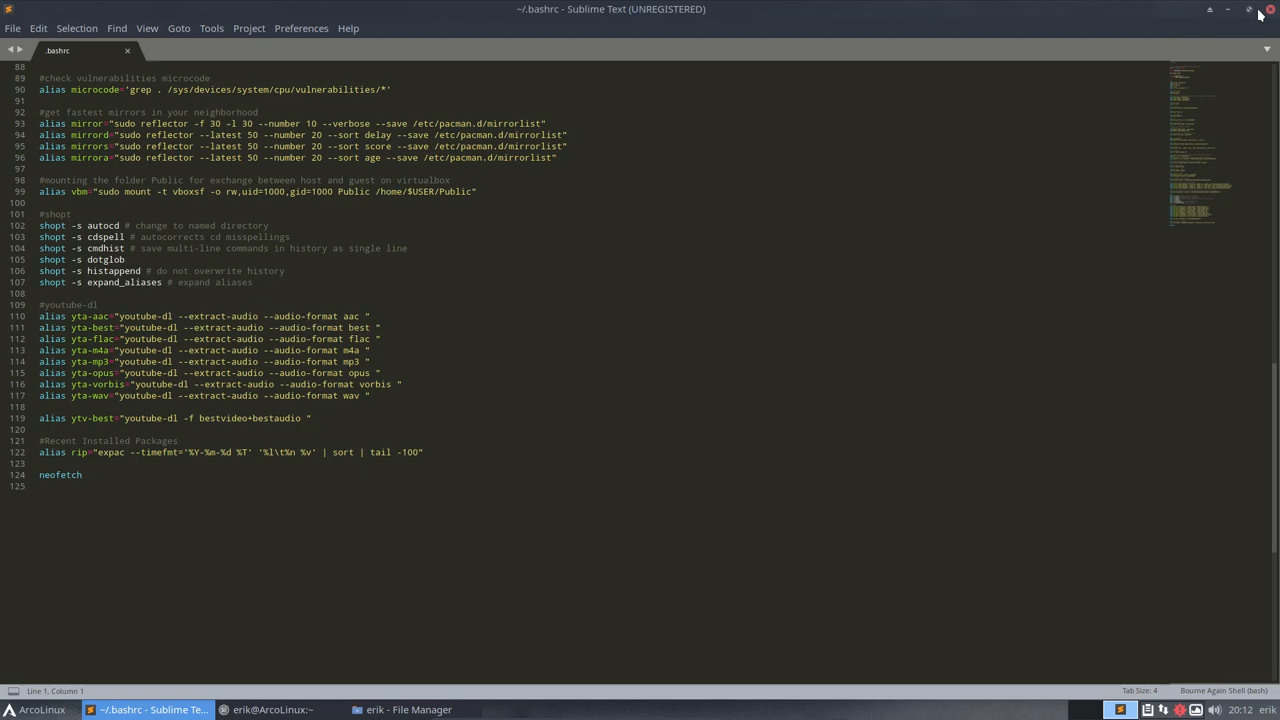 ~/.bashrc - Sublime Text (UNREGISTERED)
File Edit Selection Find View Goto Tools Project Preferences Help
.bashrc
88
89 #check vulnerabilities microcode
90 alias microcode='grep . /sys/devices/system/cpu/vulnerabilities/*'
91
92 #get fastest mirrors in your neighborhood
93 alias mirror="sudo reflector -f 30 -l 30 --number 10 --verbose --save /etc/pacman.d/mirrorlist"
94 alias mirrord="sudo reflector --latest 50 --number 20 --sort delay --save /etc/pacman.d/mirrorlist"
95 alias mirrors="sudo reflector --latest 50 --number 20 --sort score --save /etc/pacman.d/mirrorlist"
96 alias mirrora="sudo reflector --latest 50 --number 20 --sort age --save /etc/pacman.d/mirrorlist"
97
98 #mounting the folder Public for exchange between host and guest on virtualbox
99 alias vbm="sudo mount -t vboxsf -o rw,uid=1000,gid=1000 Public /home/$USER/Public"
100
101 #shopt
102 shopt -s autocd # change to named directory
103 shopt -s cdspell # autocorrects cd misspellings
104 shopt -s cmdhist # save multi-line commands in history as single line
105 shopt -s dotglob
106 shopt -s histappend # do not overwrite history
107 shopt -s expand_aliases # expand aliases
108
109 #youtube-dl
110 alias yta-aac="youtube-dl --extract-audio --audio-format aac "
111 alias yta-best="youtube-dl --extract-audio --audio-format best "
112 alias yta-flac="youtube-dl --extract-audio --audio-format flac "
113 alias yta-m4a="youtube-dl --extract-audio --audio-format m4a "
114 alias yta-mp3="youtube-dl --extract-audio --audio-format mp3 "
115 alias yta-opus="youtube-dl --extract-audio --audio-format opus "
116 alias yta-vorbis="youtube-dl --extract-audio --audio-format vorbis "
117 alias yta-wav="youtube-dl --extract-audio --audio-format wav "
118
119 alias ytv-best="youtube-dl -f bestvideo+bestaudio "
120
121 #Recent Installed Packages
122 alias rip="expac --timefmt='%Y-%m-%d %T' '%l\t%n %v' | sort | tail -100"
123
124 neofetch
125
Line 1, Column 1 Tab Size: 4 Bourne Again Shell (bash)
ArcoLinux ~/.bashrc - Sublime Te... erik@ArcoLinux:~ erik - File Manager 20:12 erik